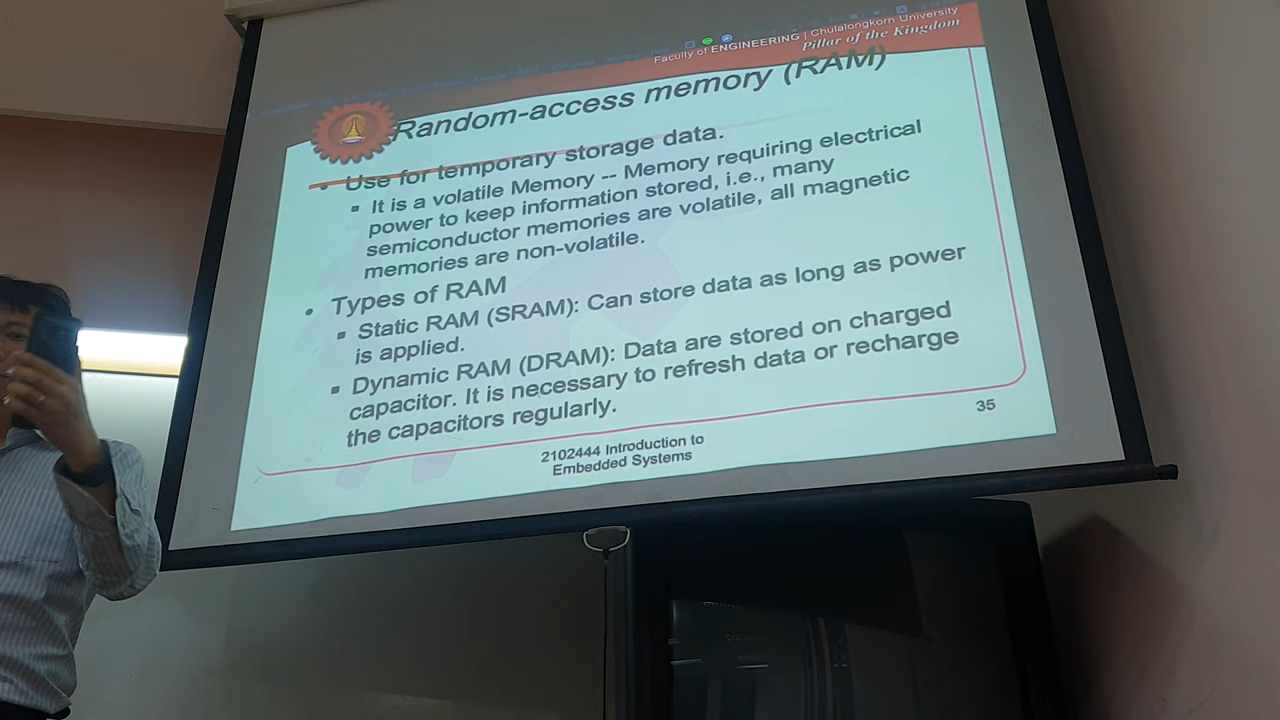 Faculty of ENGINEERING | Chulalongkorn University
Pillar of the Kingdom
Random-access memory (RAM)
• Use for temporary storage data.
▪ It is a volatile Memory -- Memory requiring electrical
power to keep information stored, i.e., many
semiconductor memories are volatile, all magnetic
memories are non-volatile.
• Types of RAM
▪ Static RAM (SRAM): Can store data as long as power
is applied.
▪ Dynamic RAM (DRAM): Data are stored on charged
capacitor. It is necessary to refresh data or recharge
the capacitors regularly.
2102444 Introduction to
Embedded Systems
35